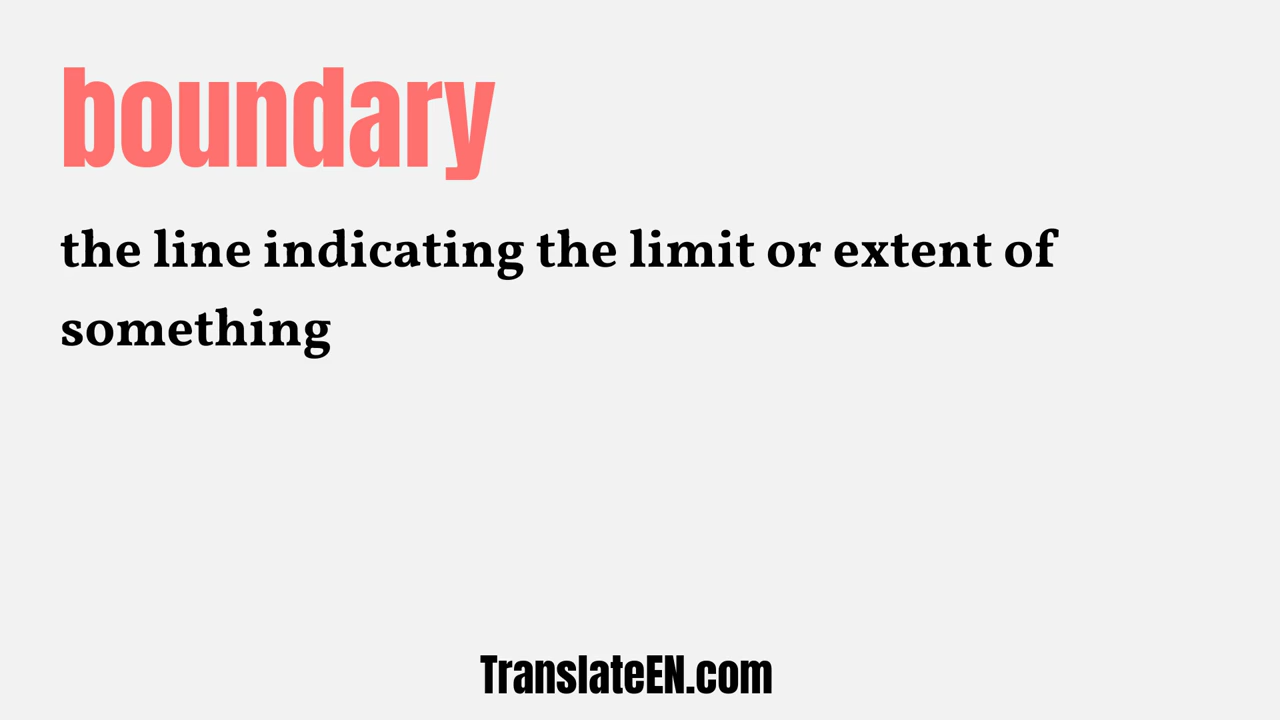 boundary
the line indicating the limit or extent of
something
TranslateEN.com